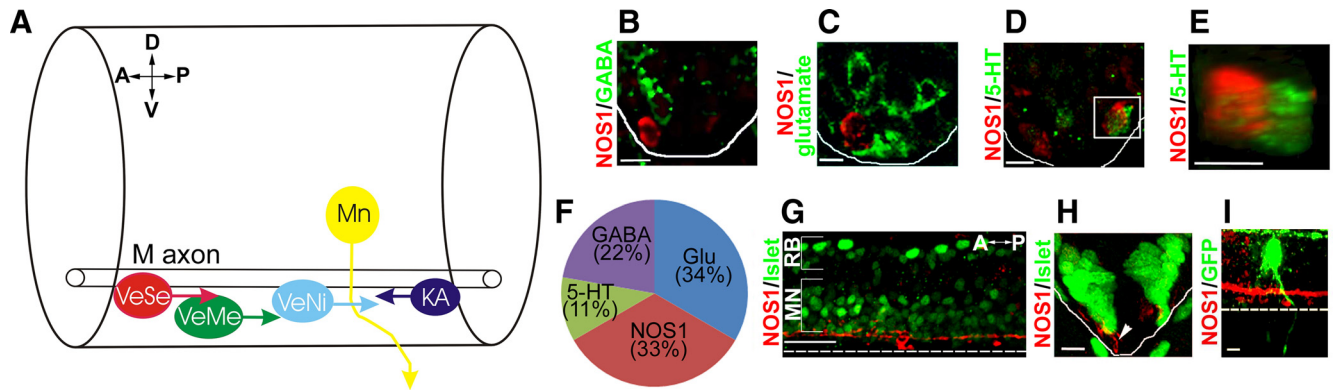 A
D
A P
V
M axon
VeSe
VeMe
VeNi
Mn
KA
B
NOS1/GABA
C
NOS1/
glutamate
D
NOS1/5-HT
E
NOS1/5-HT
F
GABA
(22%)
Glu
(34%)
5-HT
(11%)
NOS1
(33%)
G
NOS1/Islet
RB
MN
A P
H
NOS1/Islet
I
NOS1/GFP